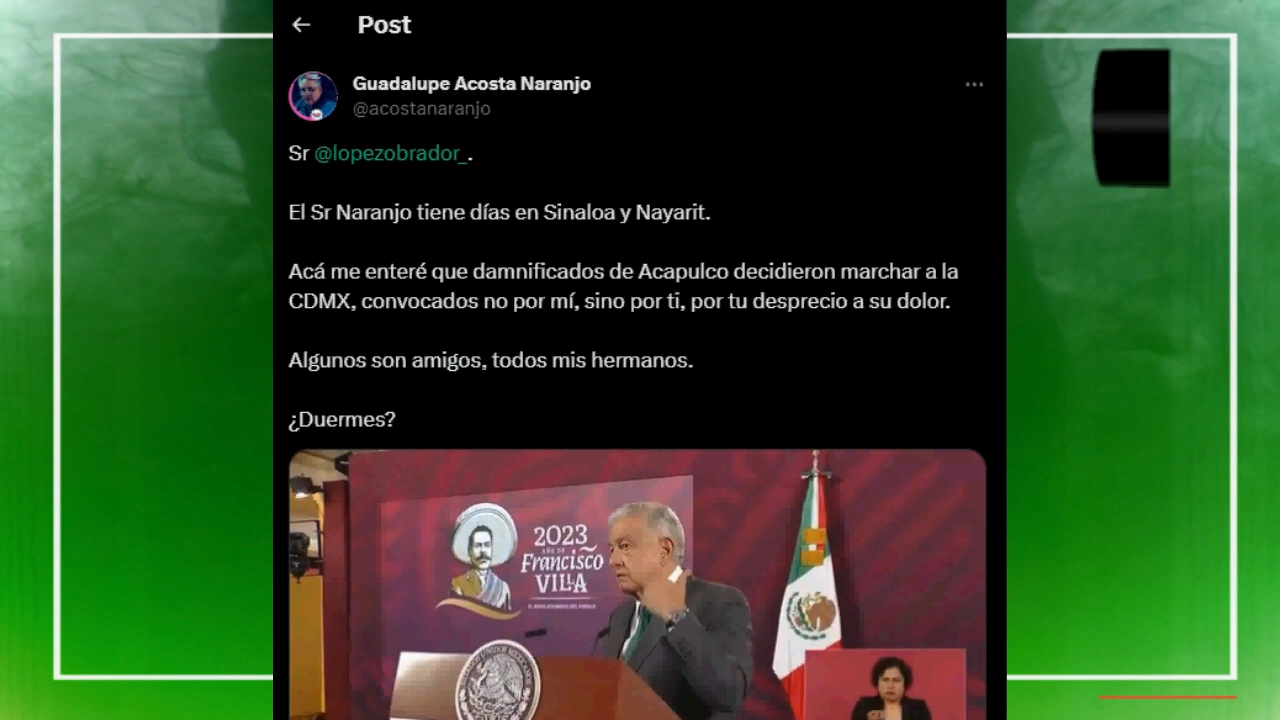 Post
Guadalupe Acosta Naranjo
@acostanaranjo
Sr @lopezobrador_.
El Sr Naranjo tiene días en Sinaloa y Nayarit.
Acá me enteré que damnificados de Acapulco decidieron marchar a la
CDMX, convocados no por mí, sino por ti, por tu desprecio a su dolor.
Algunos son amigos, todos mis hermanos.
¿Duermes?
2023
AÑO DE
Francisco
VILLA